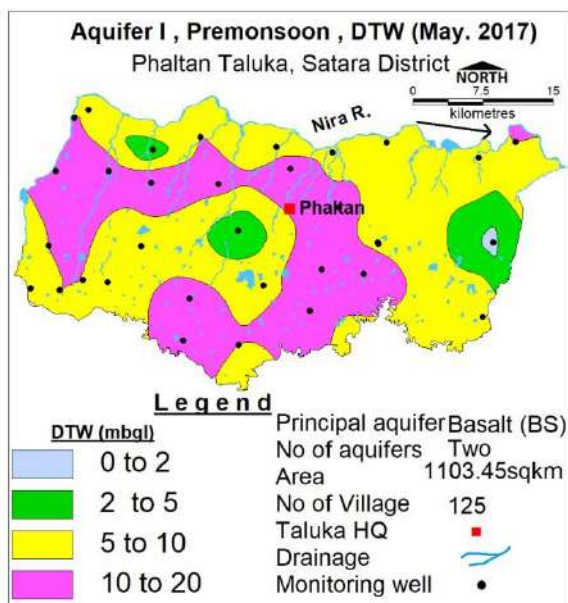 Aquifer I , Premonsoon , DTW (May. 2017)
Phaltan Taluka, Satara District
NORTH
0 7.5 15
kilometres
Nira R.
Phaltan
Legend
DTW (mbgl)
0 to 2
2 to 5
5 to 10
10 to 20
Principal aquifer Basalt (BS)
No of aquifers Two
Area 1103.45sqkm
No of Village 125
Taluka HQ
Drainage
Monitoring well